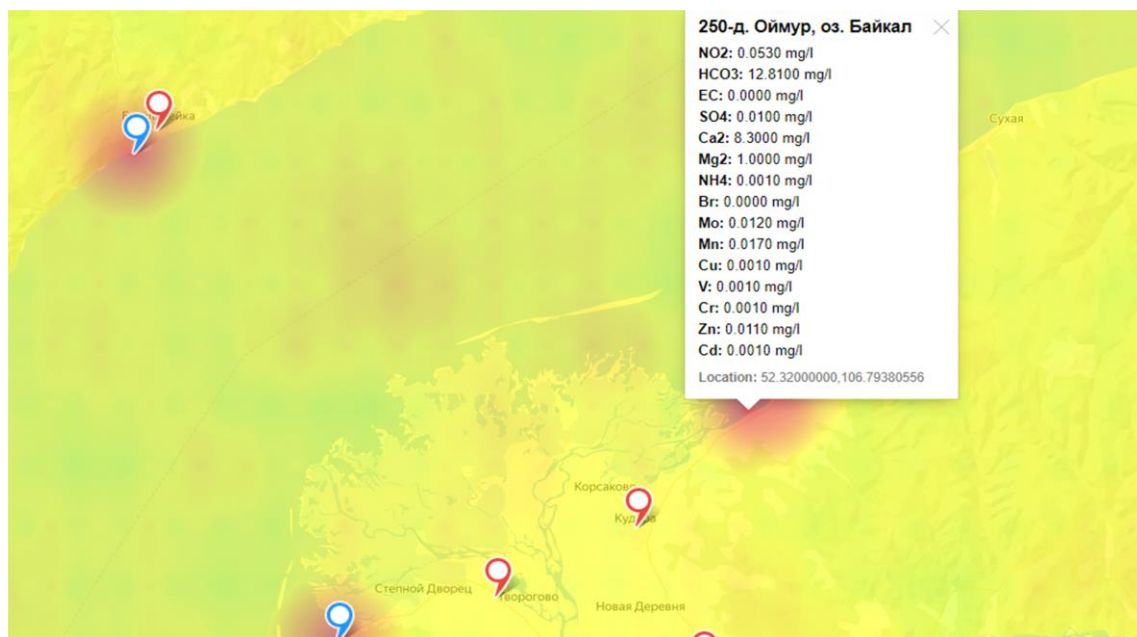 250-д. Оймур, оз. Байкал
NO2: 0.0530 mg/l
HCO3: 12.8100 mg/l
EC: 0.0000 mg/l
SO4: 0.0100 mg/l
Ca2: 8.3000 mg/l
Mg2: 1.0000 mg/l
NH4: 0.0010 mg/l
Br: 0.0000 mg/l
Mo: 0.0120 mg/l
Mn: 0.0170 mg/l
Cu: 0.0010 mg/l
V: 0.0010 mg/l
Cr: 0.0010 mg/l
Zn: 0.0110 mg/l
Cd: 0.0010 mg/l
Location: 52.32000000,106.79380556
Сухая
Корсаково
Степной Дворец
Творогово
Новая Деревня